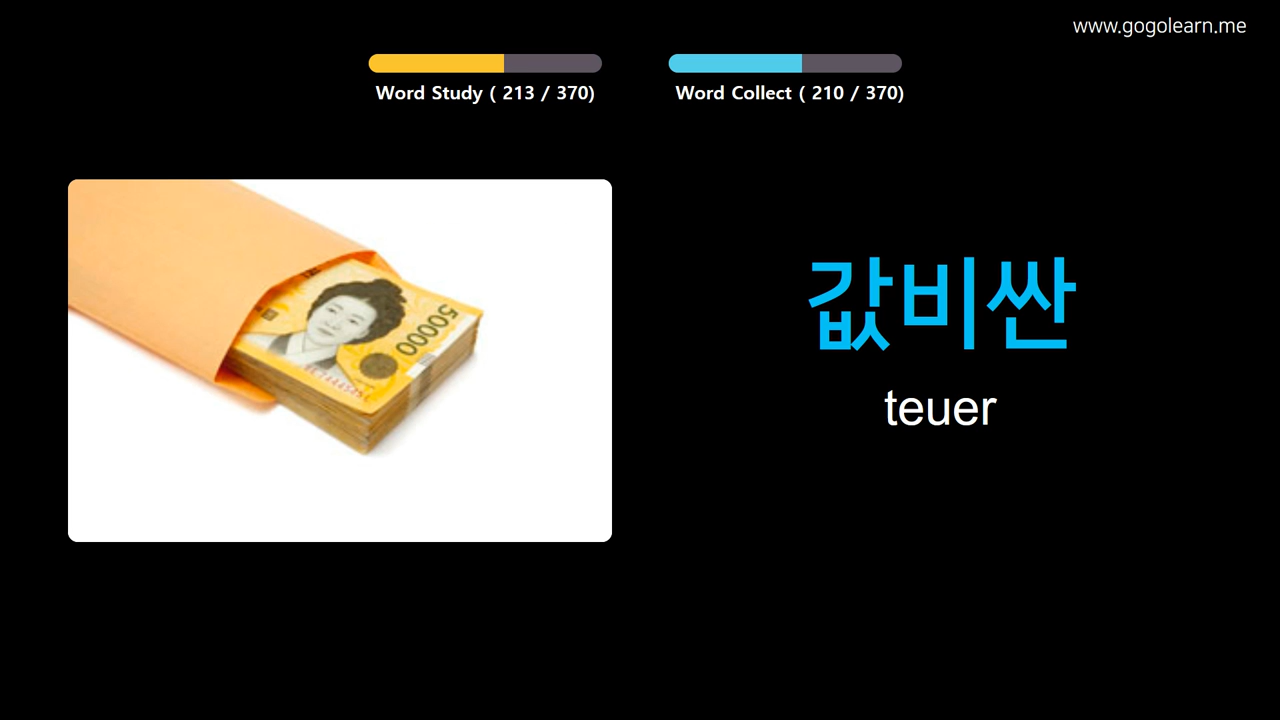 www.gogolearn.me
Word Study ( 213 / 370)
Word Collect ( 210 / 370)
50000
값비싼
teuer